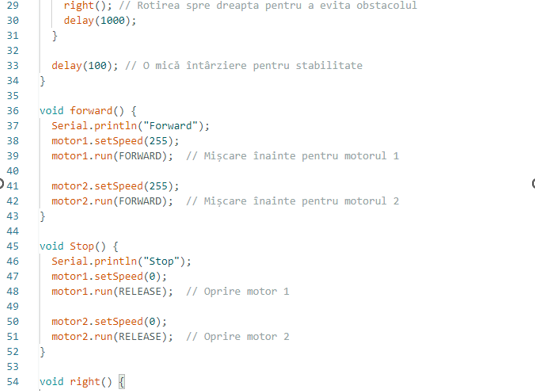 29 right(); // Rotirea spre dreapta pentru a evita obstacolul
30 delay(1000);
31 }
32
33 delay(100); // O mică întârziere pentru stabilitate
34 }
35
36 void forward() {
37 Serial.println("Forward");
38 motor1.setSpeed(255);
39 motor1.run(FORWARD); // Mișcare înainte pentru motorul 1
40
41 motor2.setSpeed(255);
42 motor2.run(FORWARD); // Mișcare înainte pentru motorul 2
43 }
44
45 void Stop() {
46 Serial.println("Stop");
47 motor1.setSpeed(0);
48 motor1.run(RELEASE); // Oprire motor 1
49
50 motor2.setSpeed(0);
51 motor2.run(RELEASE); // Oprire motor 2
52 }
53
54 void right() {